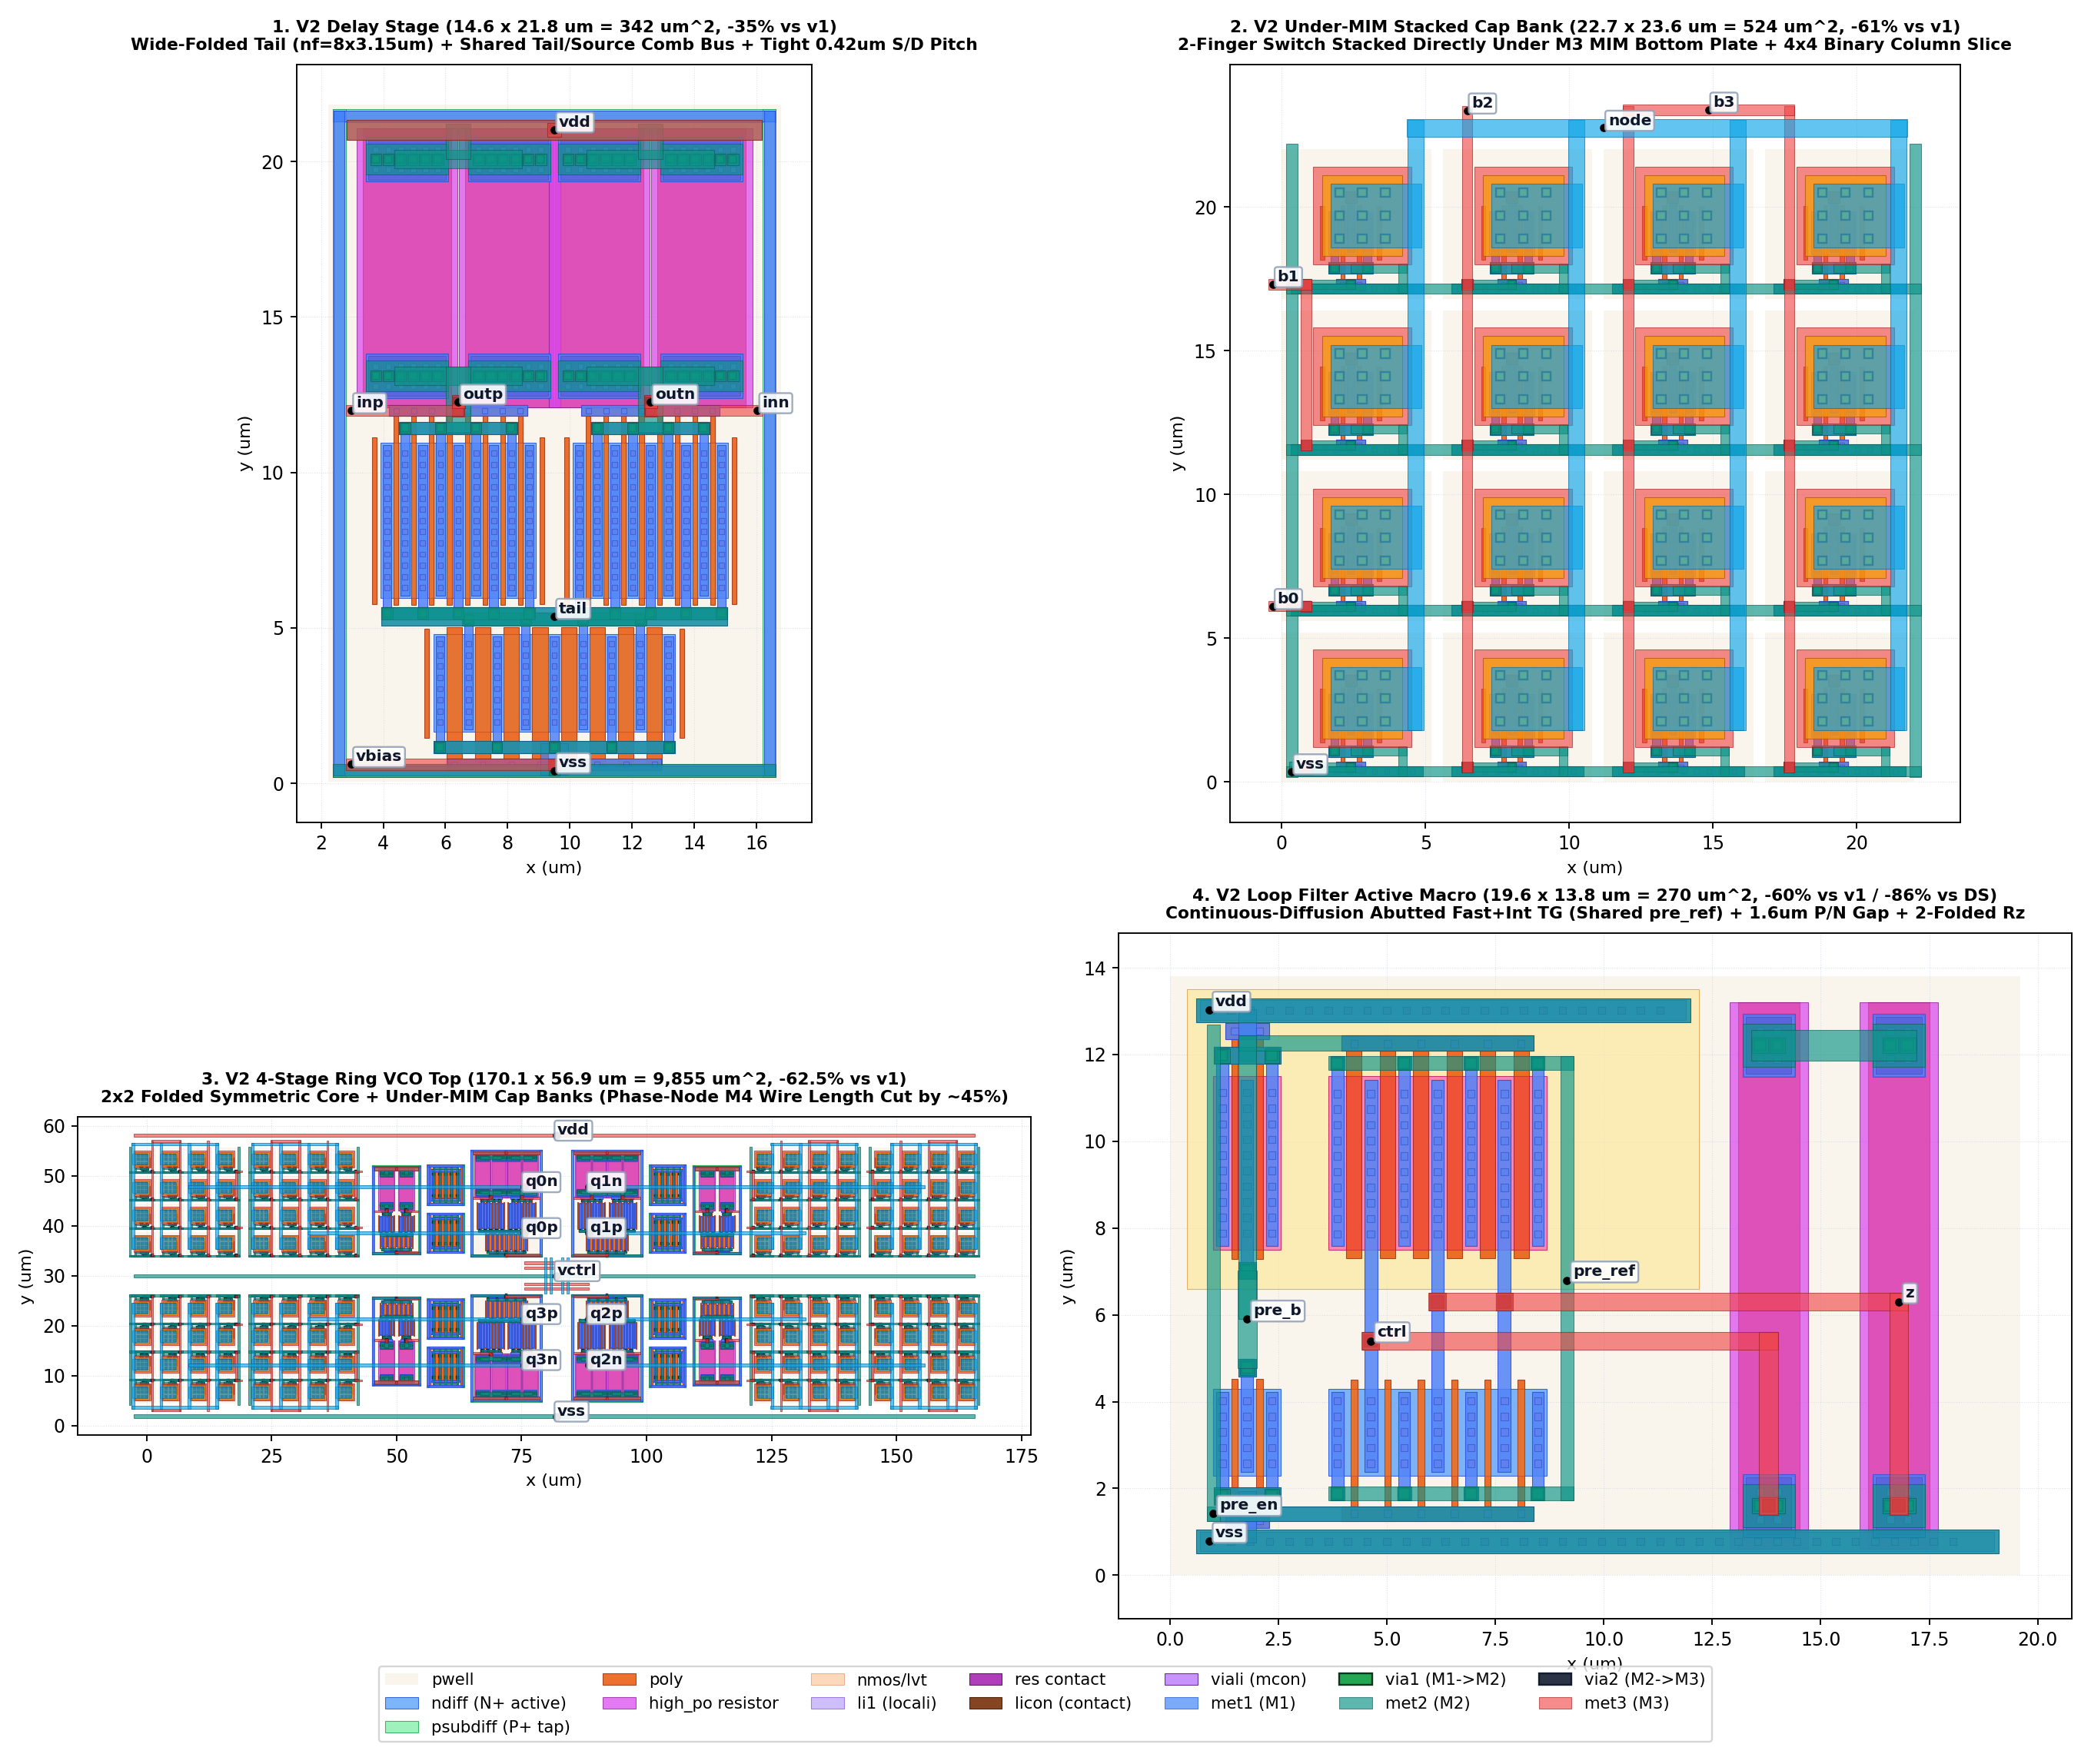 1. V2 Delay Stage (14.6 x 21.8 um = 342 um^2, -35% vs v1)
Wide-Folded Tail (nf=8x3.15um) + Shared Tail/Source Comb Bus + Tight 0.42um S/D Pitch
vdd
inp
outp
outn
inn
tail
vbias
vss
y (um)
20
15
10
5
0
2 4 6 8 10 12 14 16
x (um)
2. V2 Under-MIM Stacked Cap Bank (22.7 x 23.6 um = 524 um^2, -61% vs v1)
2-Finger Switch Stacked Directly Under M3 MIM Bottom Plate + 4x4 Binary Column Slice
b2
b3
node
b1
b0
vss
y (um)
20
15
10
5
0
0 5 10 15 20
x (um)
3. V2 4-Stage Ring VCO Top (170.1 x 56.9 um = 9,855 um^2, -62.5% vs v1)
2x2 Folded Symmetric Core + Under-MIM Cap Banks (Phase-Node M4 Wire Length Cut by ~45%)
vdd
q0n
q1n
q0p
q1p
vctrl
q3p
q2p
q3n
q2n
vss
y (um)
60
50
40
30
20
10
0
0 25 50 75 100 125 150 175
x (um)
4. V2 Loop Filter Active Macro (19.6 x 13.8 um = 270 um^2, -60% vs v1 / -86% vs DS)
Continuous-Diffusion Abutted Fast+Int TG (Shared pre_ref) + 1.6um P/N Gap + 2-Folded Rz
vdd
pre_ref
z
pre_b
ctrl
pre_en
vss
y (um)
14
12
10
8
6
4
2
0
0.0 2.5 5.0 7.5 10.0 12.5 15.0 17.5 20.0
x (um)
pwell
ndiff (N+ active)
psubdiff (P+ tap)
poly
high_po resistor
nmos/lvt
li1 (locali)
res contact
licon (contact)
viali (mcon)
met1 (M1)
via1 (M1->M2)
met2 (M2)
via2 (M2->M3)
met3 (M3)